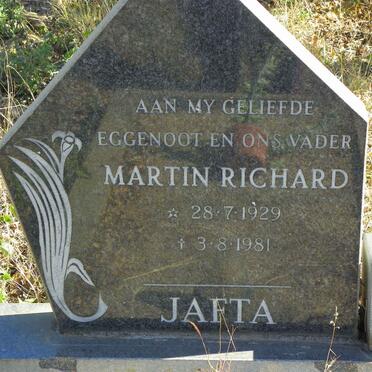 AAN MY GELIEFDE
EGGENOOT EN ONS VADER
MARTIN RICHARD
☆ 28·7·1929
† 3·8·1981
JAFTA